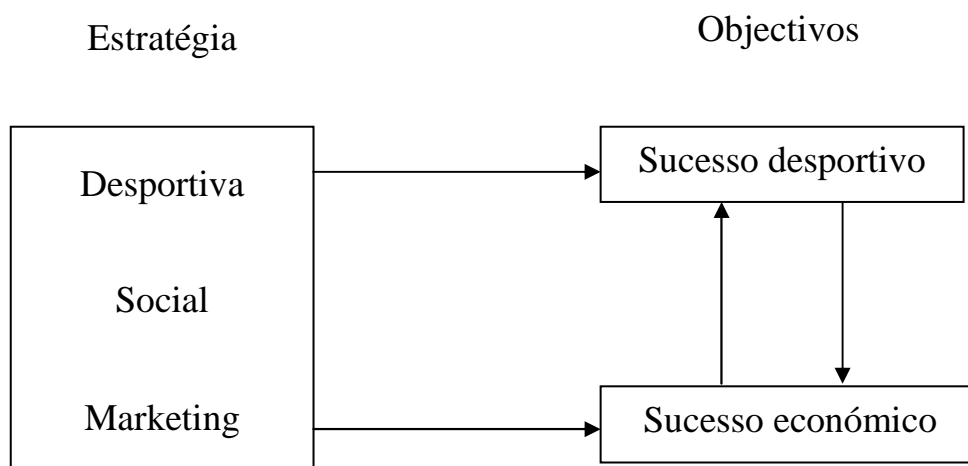 Estratégia
Objectivos
Desportiva
Social
Marketing
Sucesso desportivo
Sucesso económico